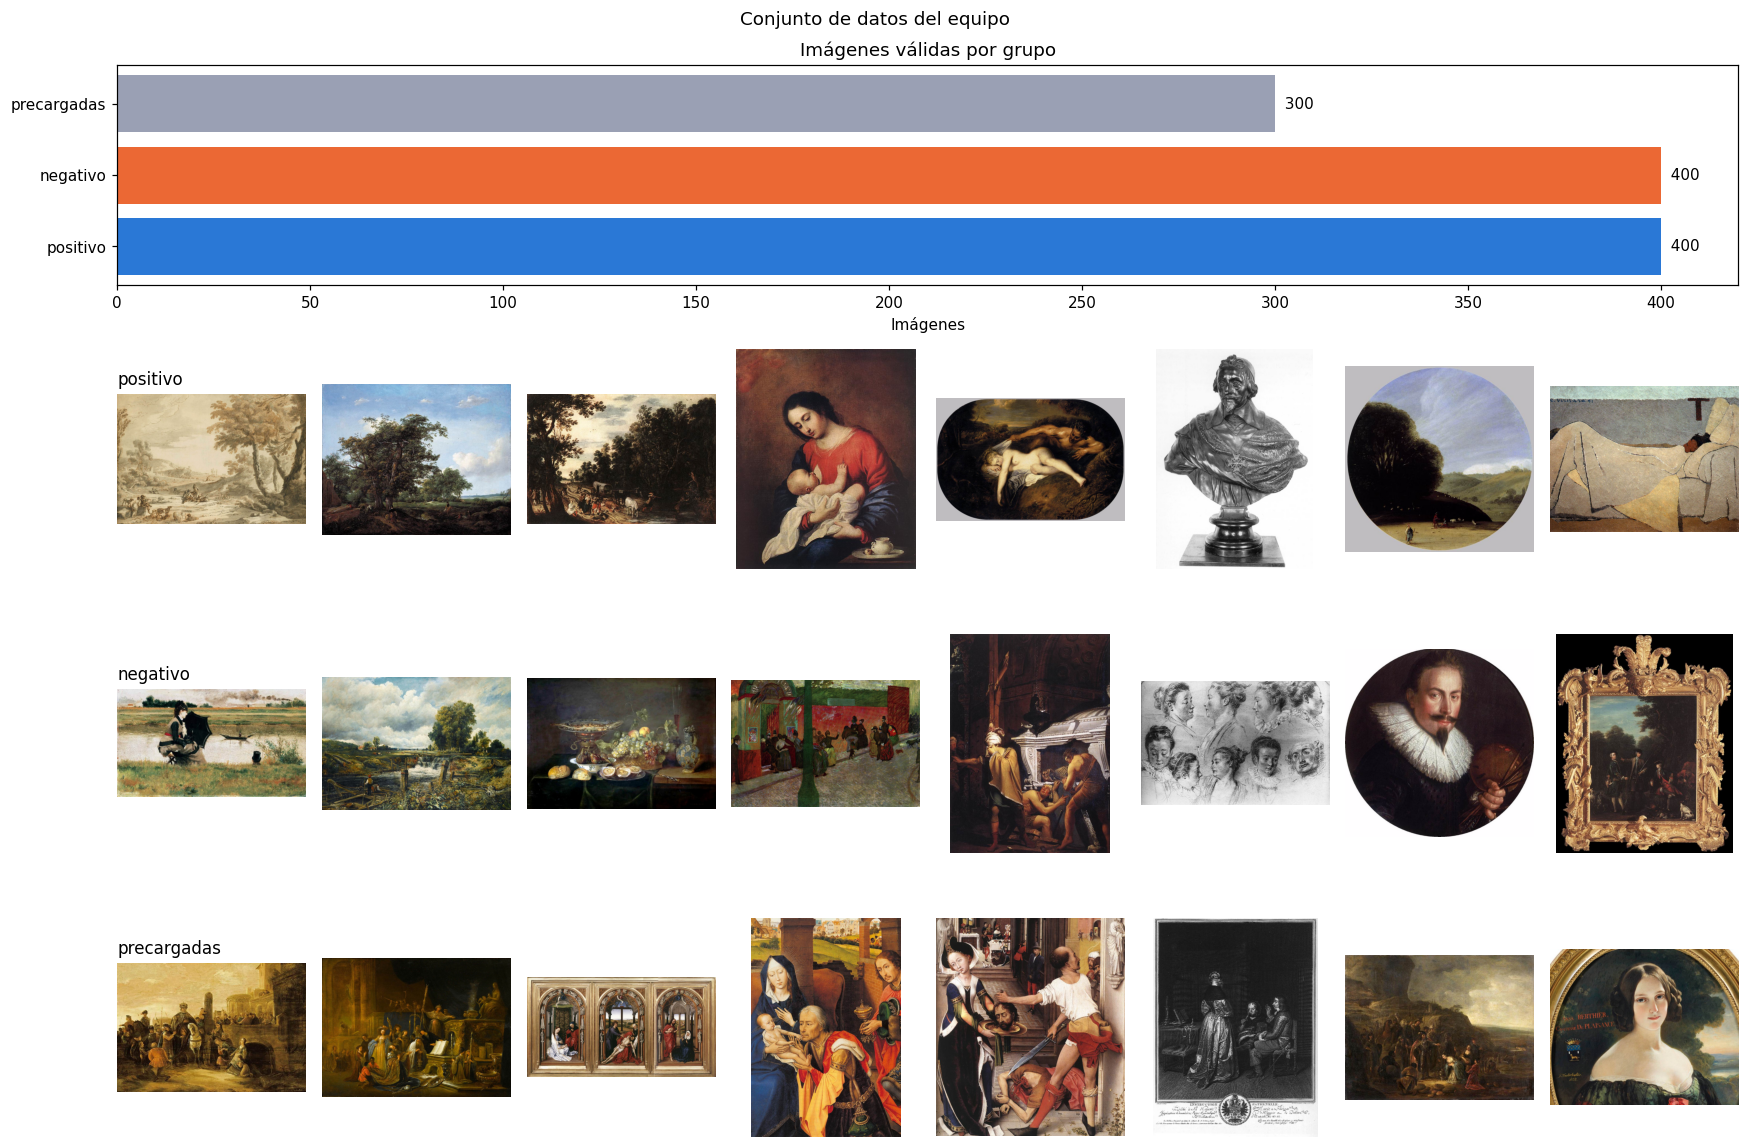 Conjunto de datos del equipo
Imágenes válidas por grupo
precargadas
300
negativo
400
positivo
400
0 50 100 150 200 250 300 350 400
Imágenes
positivo
negativo
precargadas